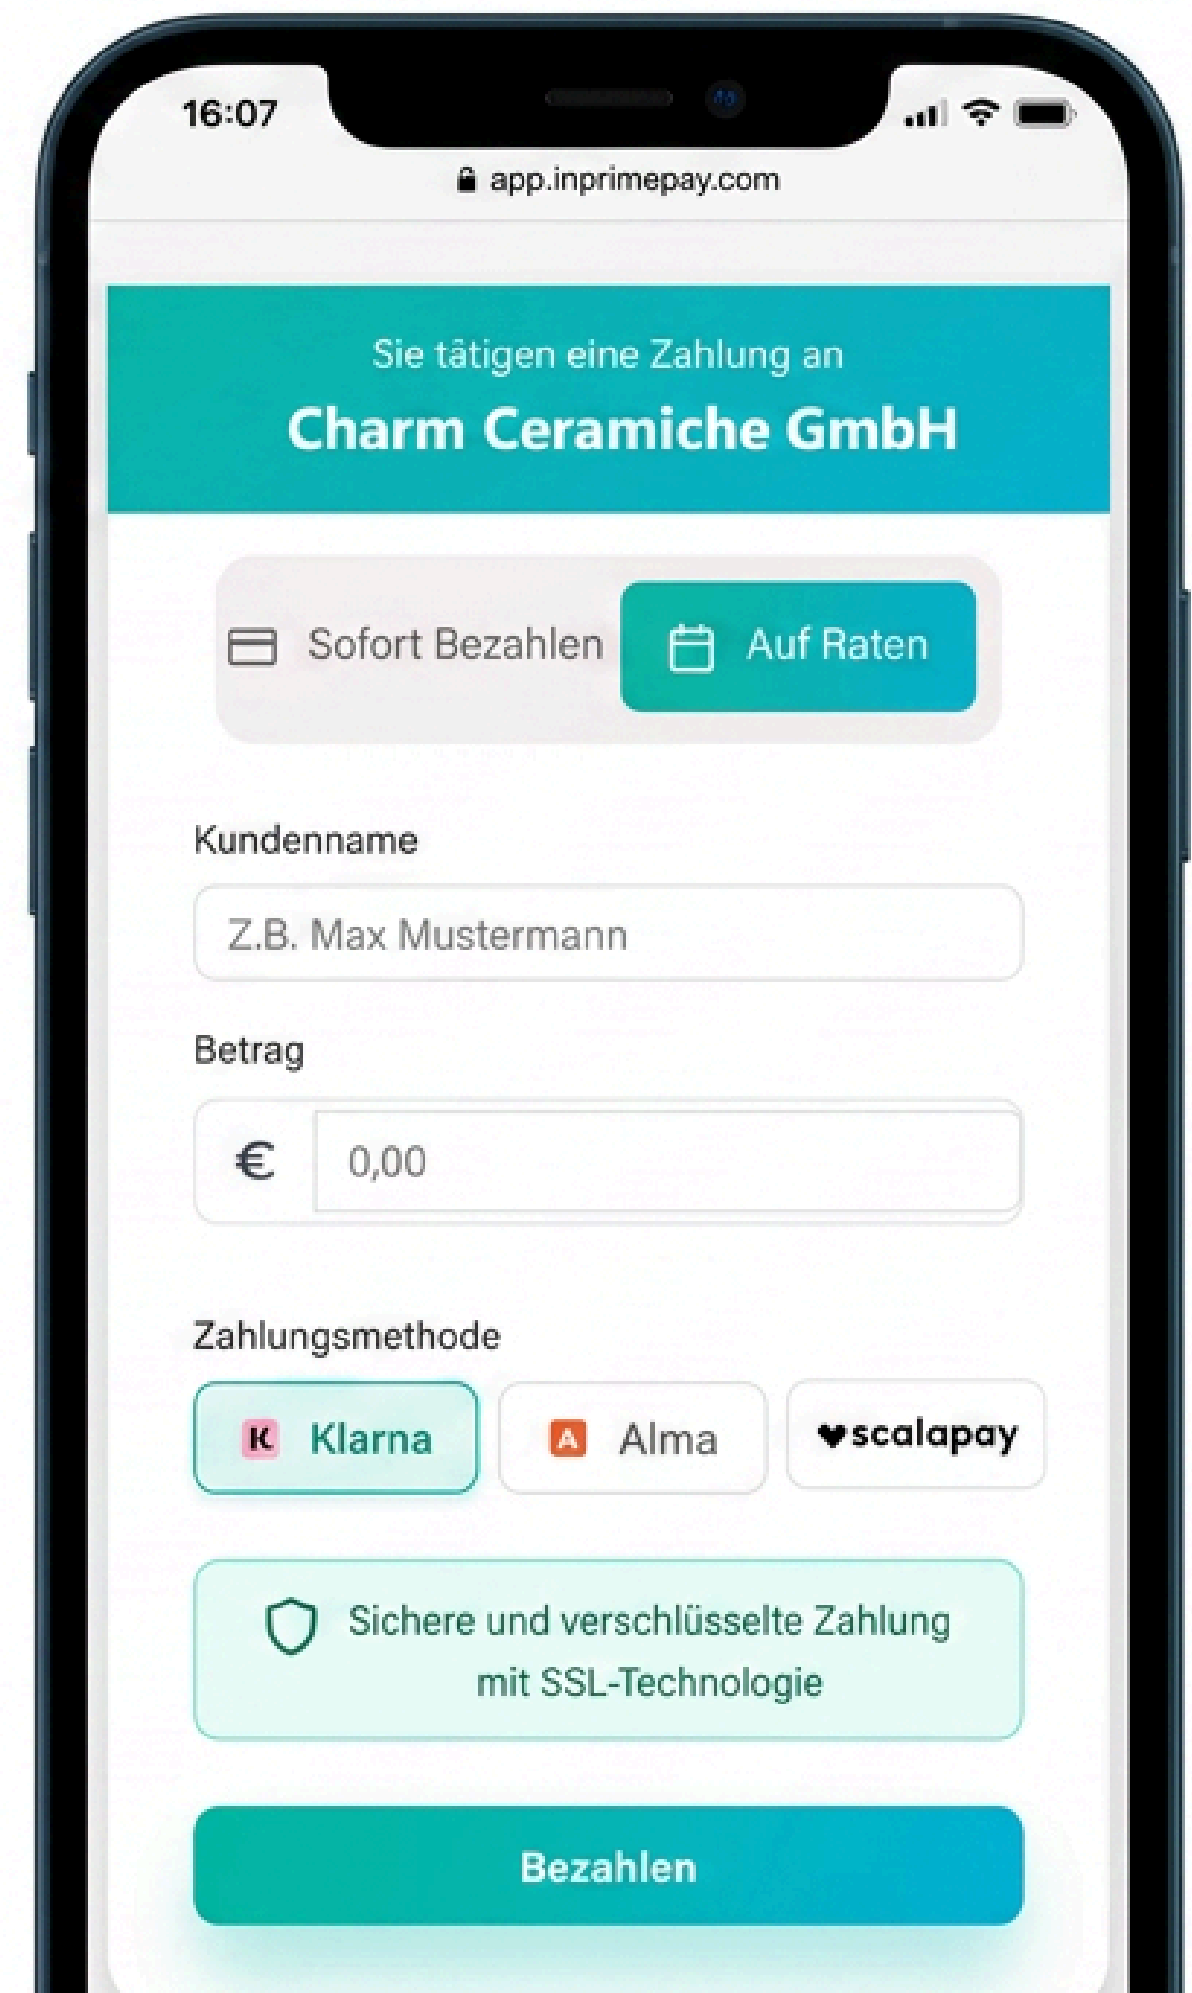 16:07
app.inprimepay.com
Sie tätigen eine Zahlung an
Charm Ceramiche GmbH
Sofort Bezahlen
Auf Raten
Kundenname
Z.B. Max Mustermann
Betrag
€ 0,00
Zahlungsmethode
K Klarna
A Alma
scalapay
Sichere und verschlüsselte Zahlung
mit SSL-Technologie
Bezahlen